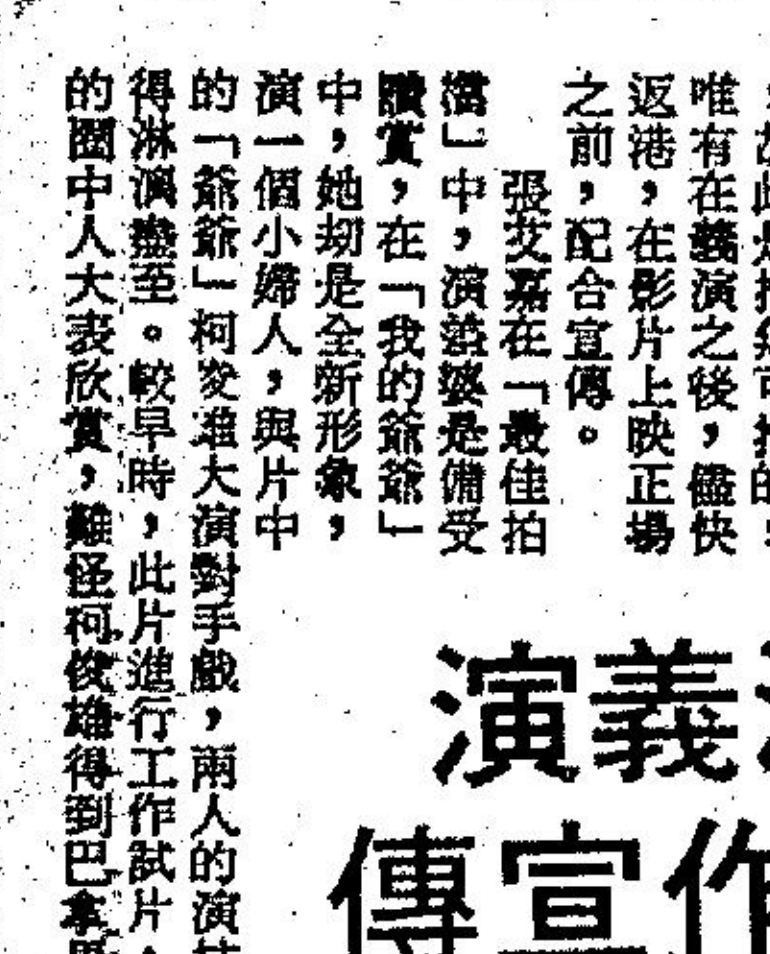 唯有在義演之後，儘快
返港，在影片上映正場
之前，配合宣傳。
張艾嘉在「最佳拍
檔」中，演惡婆是備受
讚賞，在「我的爺爺」
中，她刼是全新形象，
演一個小婦人，與片中
的「爺爺」柯俊雄大演對手戲，兩人的演
得淋漓盡至。較早時，此片進行工作試片，
的圈中人大表欣賞，難怪柯俊雄得到巴拿
演義
傳宣作